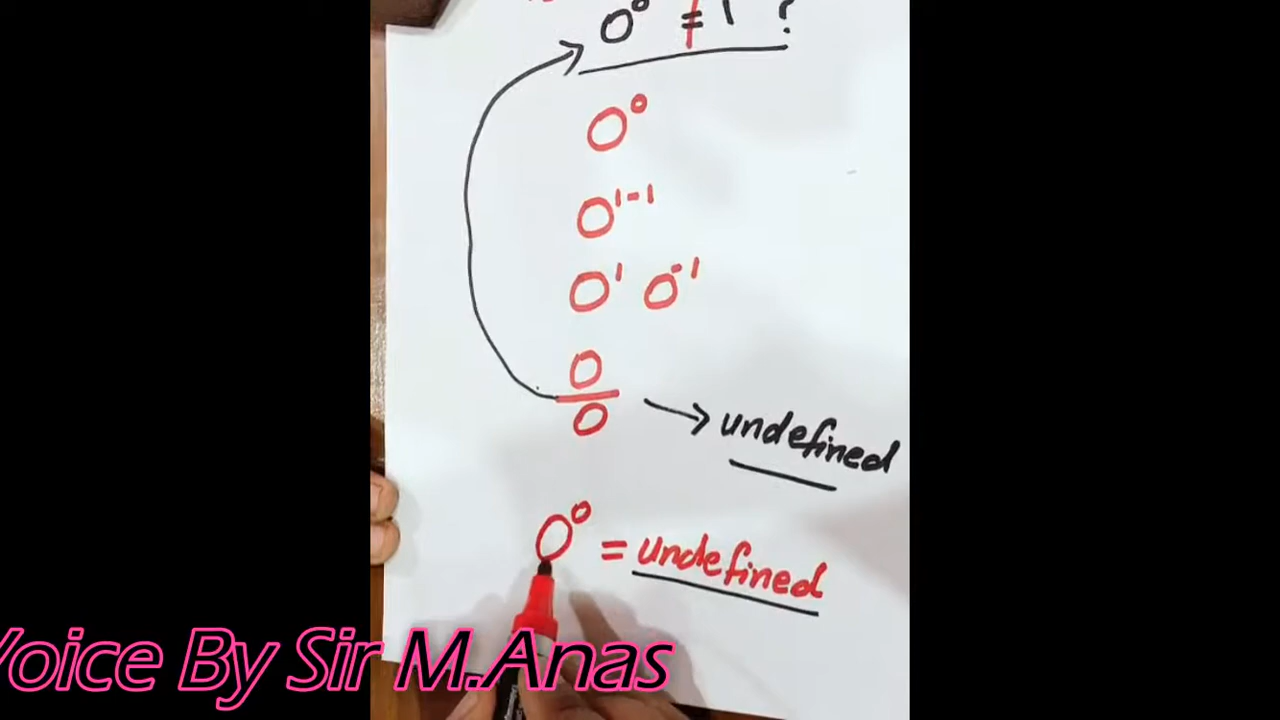 0⁰ ≠ 1 ?
0⁰
0¹⁻¹
0¹ 0⁻¹
0
0 → undefined
0⁰ = undefined
Voice By Sir M.Anas